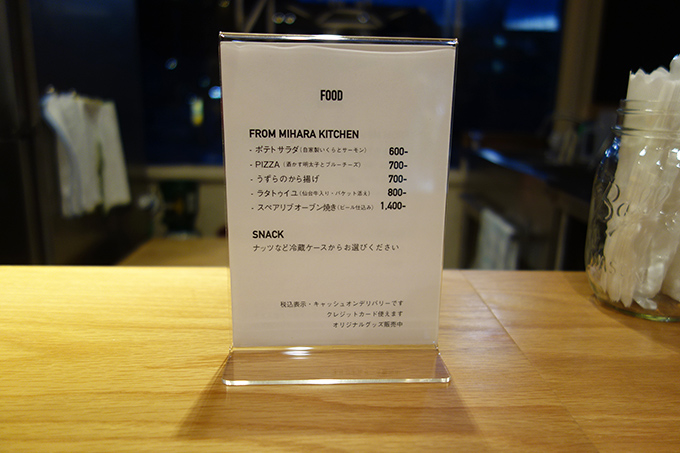 FOOD
FROM MIHARA KITCHEN
- ポテトサラダ（自家製いくらとサーモン） 600-
- PIZZA（酒かす明太子とブルーチーズ） 700-
- うずらのから揚げ 700-
- ラタトゥイユ（仙台牛入り・バケット添え） 800-
- スペアリブオーブン焼き（ビール仕込み） 1,400-
SNACK
ナッツなど冷蔵ケースからお選びください
税込表示・キャッシュオンデリバリーです
クレジットカード使えます
オリジナルグッズ販売中